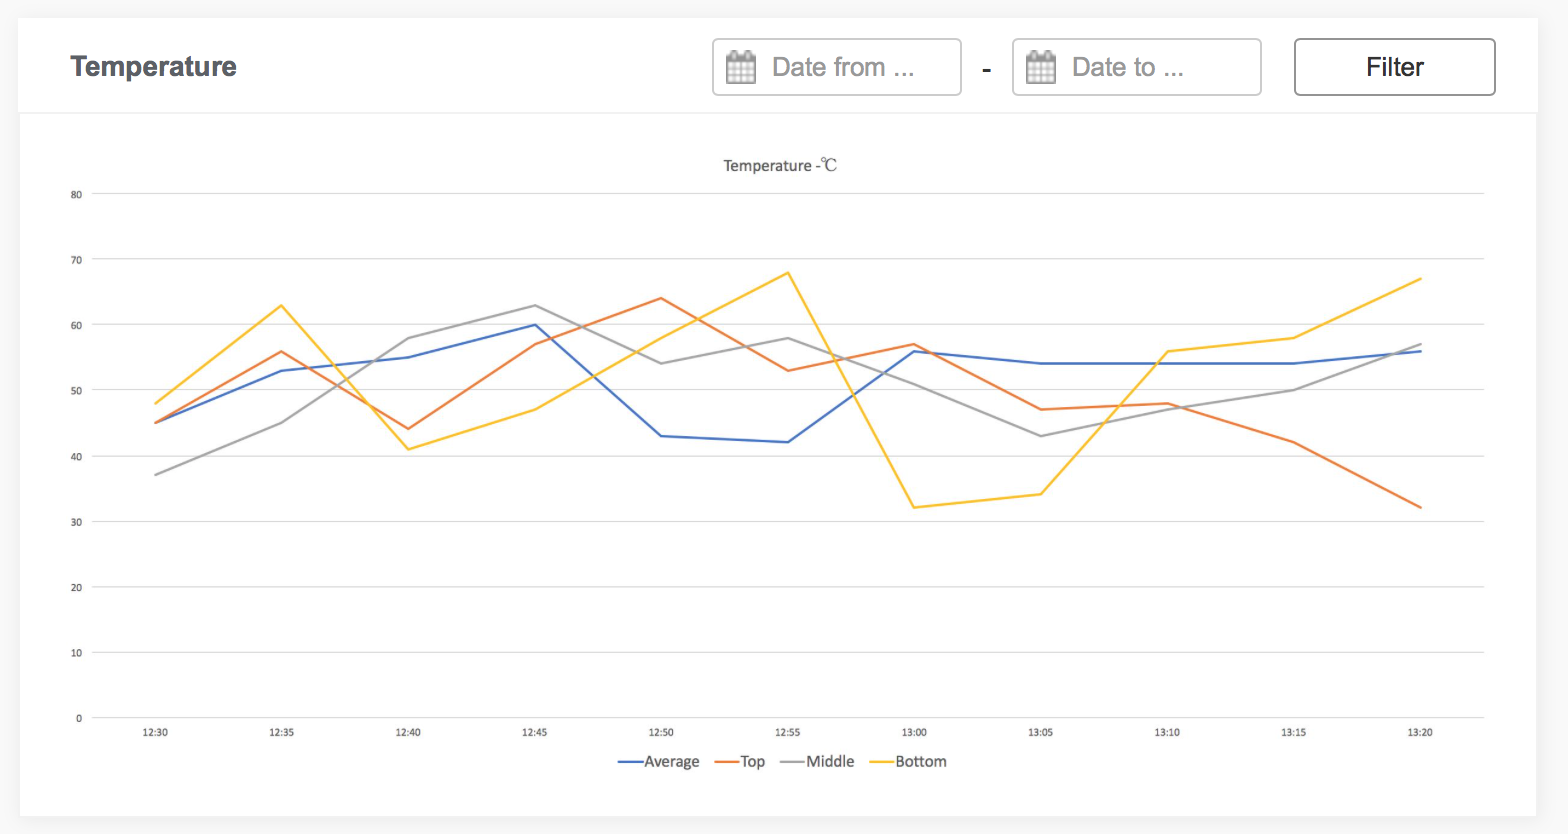 Temperature
Date from ... - Date to ... Filter
Temperature -℃
80
70
60
50
40
30
20
10
0
12:30 12:35 12:40 12:45 12:50 12:55 13:00 13:05 13:10 13:15 13:20
Average Top Middle Bottom